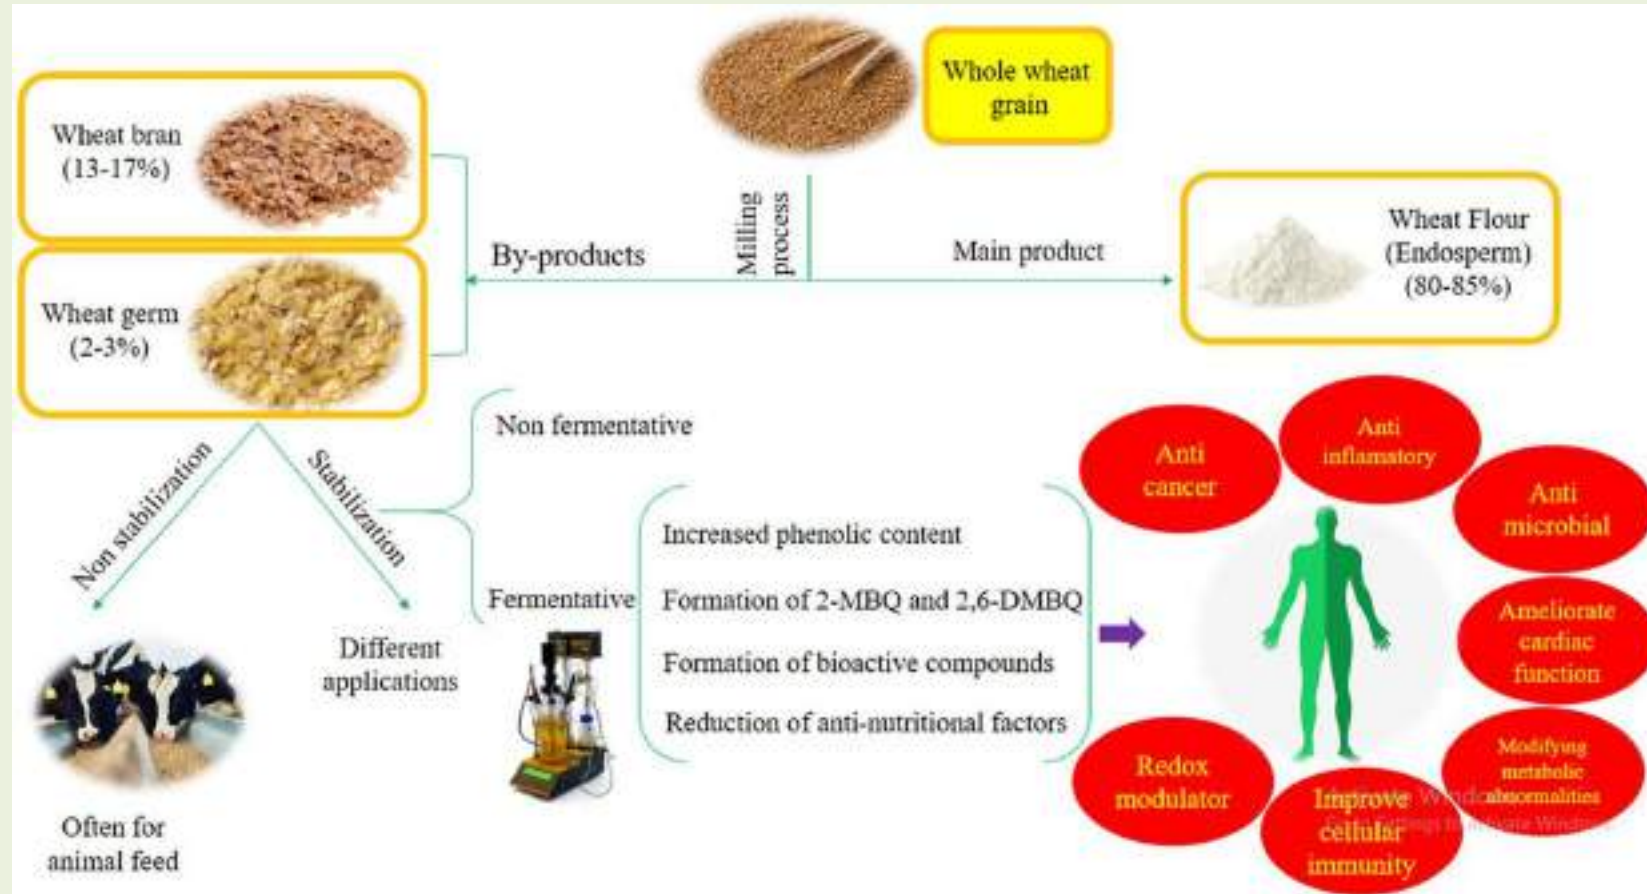 Whole wheat
grain
Wheat bran
(13-17%)
Wheat germ
(2-3%)
By-products
Milling
process
Main product
Wheat Flour
(Endosperm)
(80-85%)
Non stabilization
Stabilization
Often for
animal feed
Different
applications
Non fermentative
Fermentative
Increased phenolic content
Formation of 2-MBQ and 2,6-DMBQ
Formation of bioactive compounds
Reduction of anti-nutritional factors
Anti
cancer
Anti
inflamatory
Anti
microbial
Ameliorate
cardiac
function
Modifying
metabolic
abnormalities
Improve
cellular
immunity
Redox
modulator